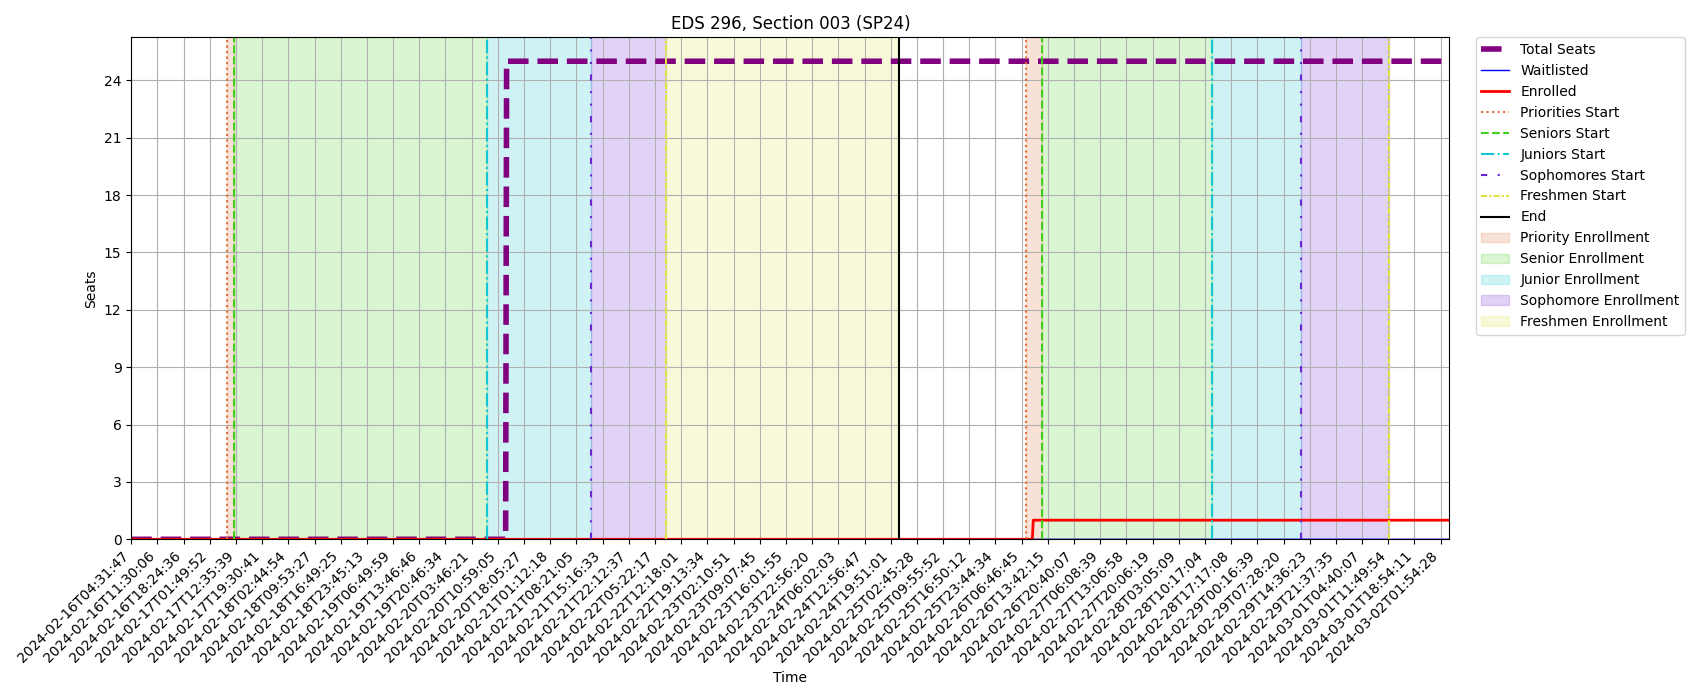 EDS 296, Section 003 (SP24)
Seats
24
21
18
15
12
9
6
3
0
2024-02-16T04:31:47
2024-02-16T11:30:06
2024-02-16T18:24:36
2024-02-17T01:49:52
2024-02-17T12:35:39
2024-02-17T19:30:41
2024-02-18T02:44:54
2024-02-18T09:53:27
2024-02-18T16:49:25
2024-02-18T23:45:13
2024-02-19T06:49:59
2024-02-19T13:46:46
2024-02-19T20:46:34
2024-02-20T03:46:21
2024-02-20T10:59:05
2024-02-20T18:05:27
2024-02-21T01:12:18
2024-02-21T08:21:05
2024-02-21T15:16:33
2024-02-21T22:12:37
2024-02-22T05:22:17
2024-02-22T12:18:01
2024-02-22T19:13:34
2024-02-23T02:10:51
2024-02-23T09:07:45
2024-02-23T16:01:55
2024-02-23T22:56:20
2024-02-24T06:02:03
2024-02-24T12:56:47
2024-02-24T19:51:01
2024-02-25T02:45:28
2024-02-25T09:55:52
2024-02-25T16:50:12
2024-02-25T23:44:34
2024-02-26T06:46:45
2024-02-26T13:42:15
2024-02-26T20:40:07
2024-02-27T06:08:39
2024-02-27T13:06:58
2024-02-27T20:06:19
2024-02-28T03:05:09
2024-02-28T10:17:04
2024-02-28T17:17:08
2024-02-29T00:16:39
2024-02-29T07:28:20
2024-02-29T14:36:23
2024-02-29T21:37:35
2024-03-01T04:40:07
2024-03-01T11:49:54
2024-03-01T18:54:11
2024-03-02T01:54:28
Time
Total Seats
Waitlisted
Enrolled
Priorities Start
Seniors Start
Juniors Start
Sophomores Start
Freshmen Start
End
Priority Enrollment
Senior Enrollment
Junior Enrollment
Sophomore Enrollment
Freshmen Enrollment